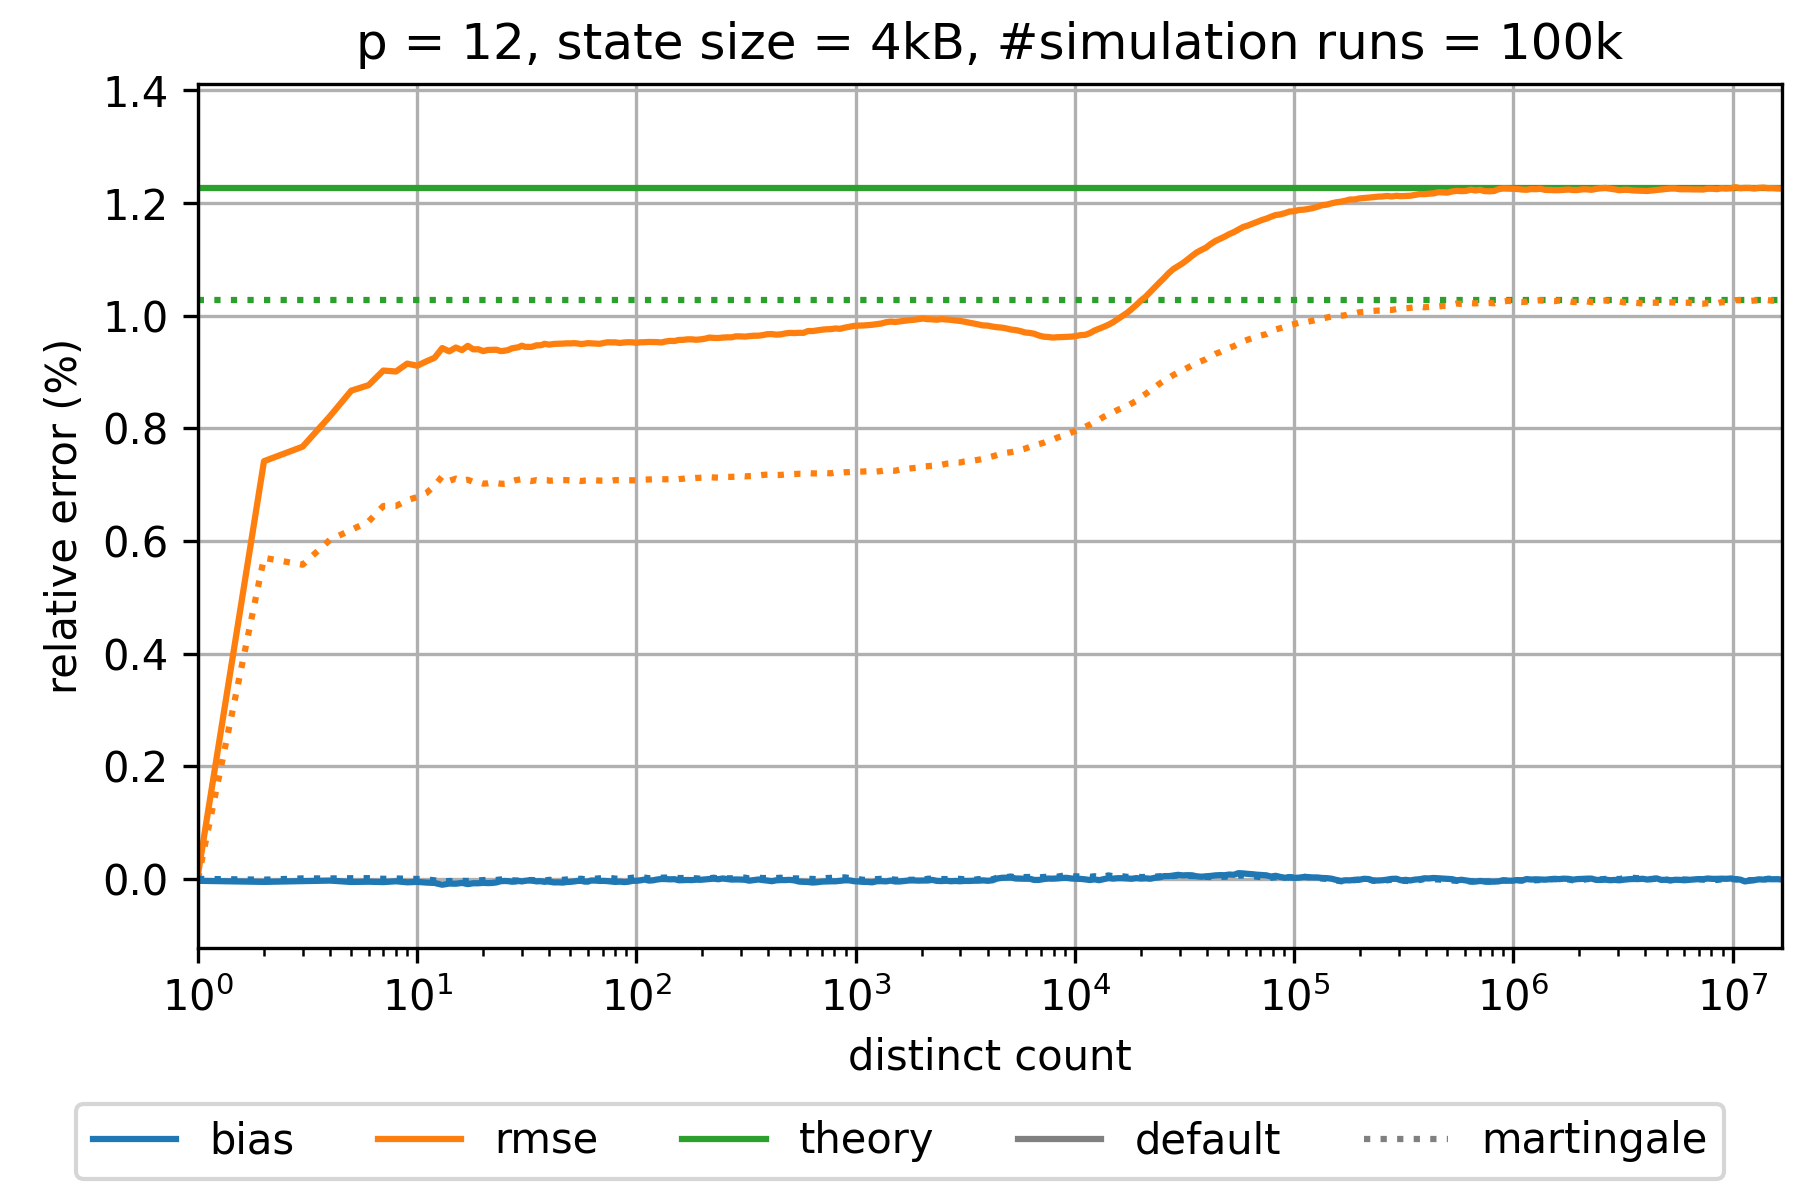 p = 12, state size = 4kB, #simulation runs = 100k
1.4
1.2
1.0
0.8
0.6
0.4
0.2
0.0
relative error (%)
10⁰ 10¹ 10² 10³ 10⁴ 10⁵ 10⁶ 10⁷
distinct count
bias rmse theory default martingale